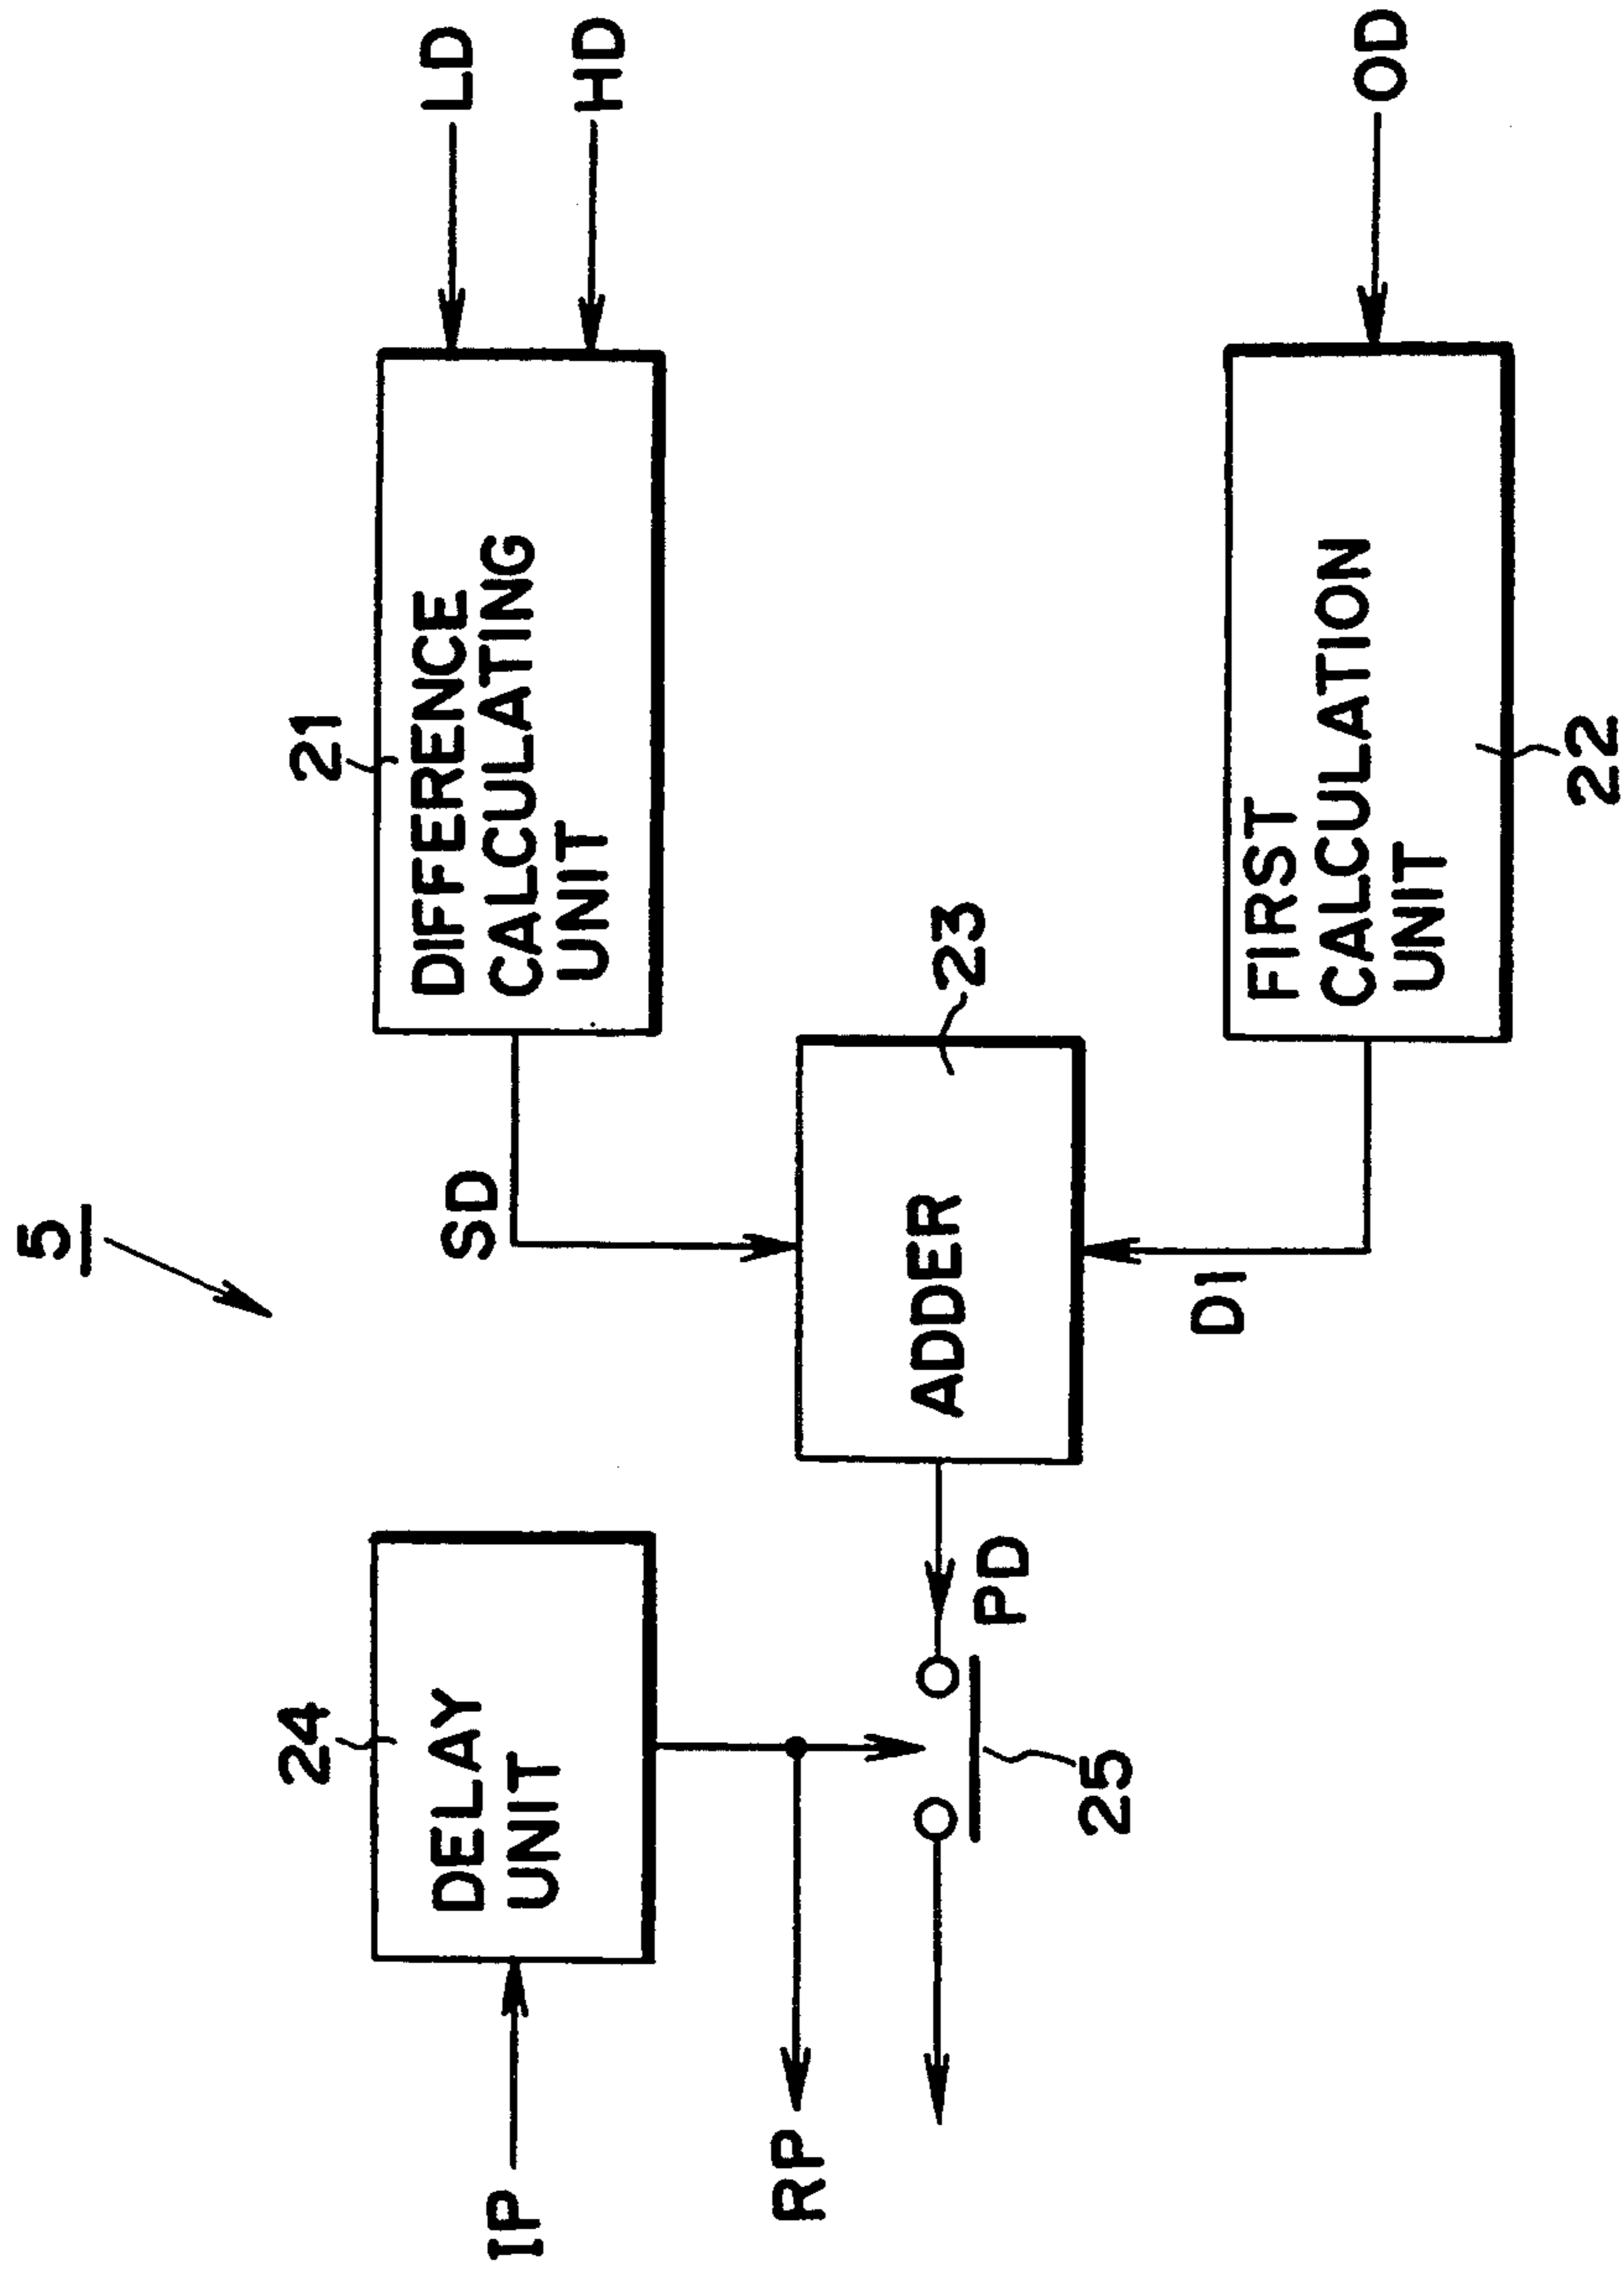 5
24
21
IP
DELAY
UNIT
SD
DIFFERENCE
CALCULATING
UNIT
LD
HD
RP
PD
25
ADDER
23
DI
FIRST
CALCULATION
UNIT
OD
22